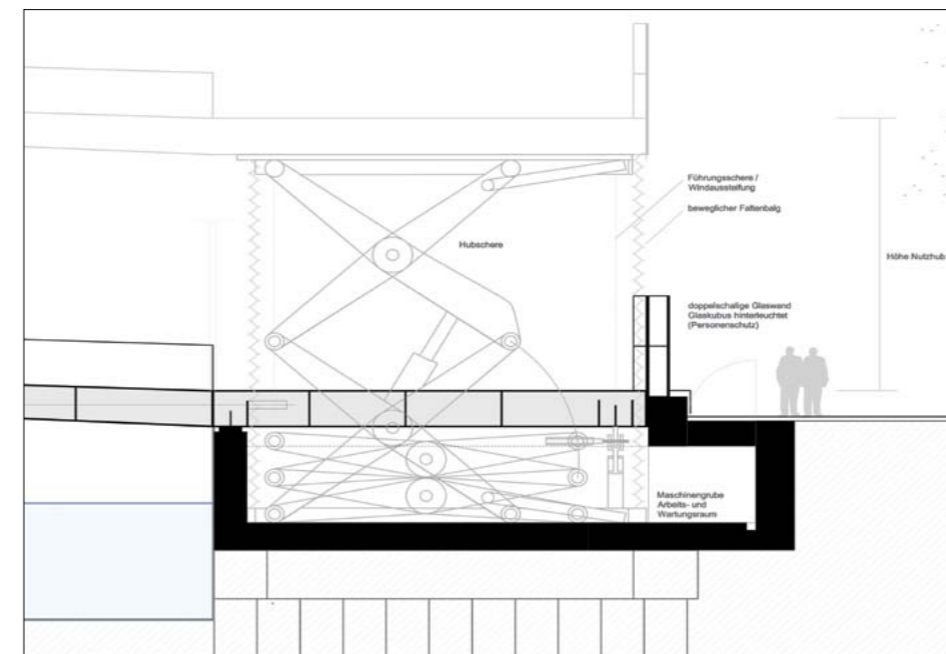 Führungsschere /
Windaussteifung
beweglicher Faltenbalg
Hubschere
Höhe Nutzhub
doppelschalige Glaswand
Glaskubus hinterleuchtet
(Personenschutz)
Maschinengrube
Arbeits- und
Wartungsraum